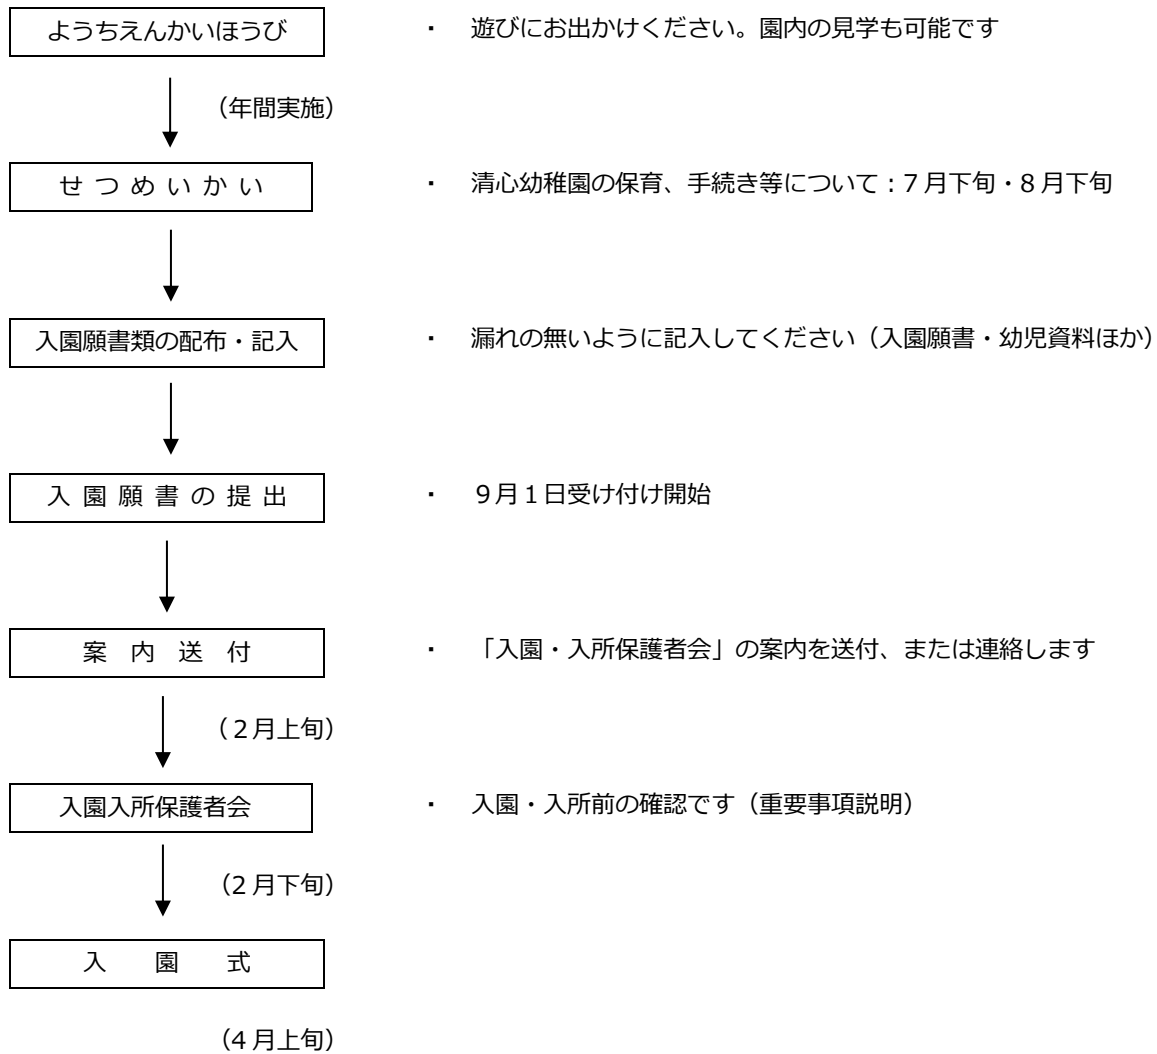 ようちえんかいほうび
・ 遊びにお出かけください。園内の見学も可能です
（年間実施）
せ つ め い か い
・ 清心幼稚園の保育、手続き等について：7月下旬・8月下旬
入園願書類の配布・記入
・ 漏れの無いように記入してください（入園願書・幼児資料ほか）
入 園 願 書 の 提 出
・ ９月１日受け付け開始
案 内 送 付
・ 「入園・入所保護者会」の案内を送付、または連絡します
（２月上旬）
入園入所保護者会
・ 入園・入所前の確認です（重要事項説明）
（2月下旬）
入 園 式
（4月上旬）